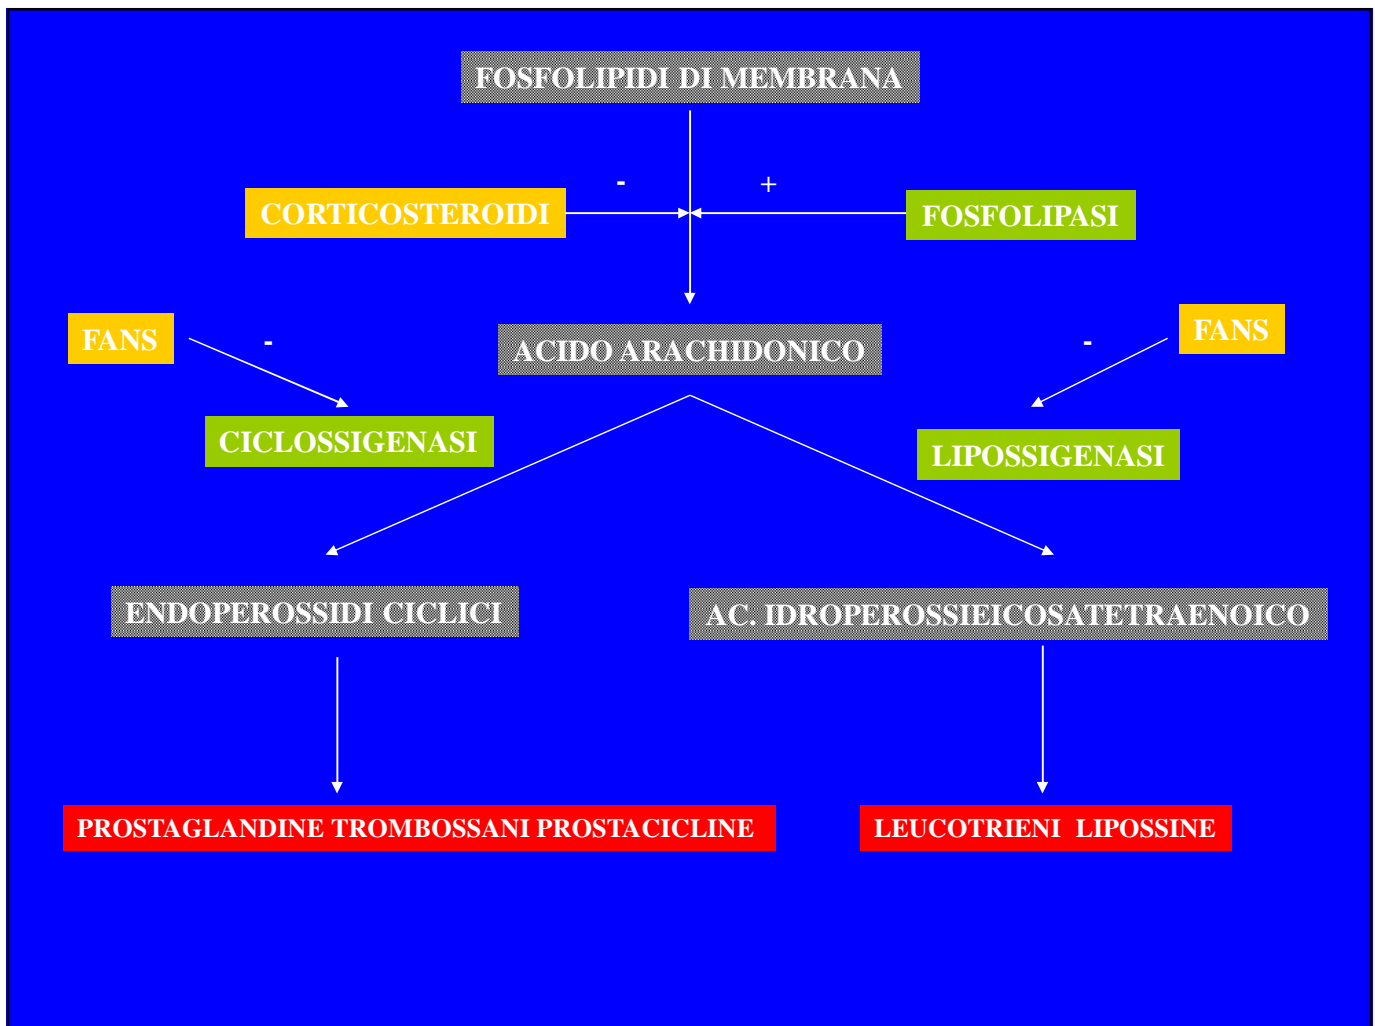 FOSFOLIPIDI DI MEMBRANA
- +
CORTICOSTEROIDI
FOSFOLIPASI
FANS
-
ACIDO ARACHIDONICO
-
FANS
CICLOSSIGENASI
LIPOSSIGENASI
ENDOPEROSSIDI CICLICI
AC. IDROPEROSSIEICOSATETRAENOICO
PROSTAGLANDINE TROMBOSSANI PROSTACICLINE
LEUCOTRIENI LIPOSSINE